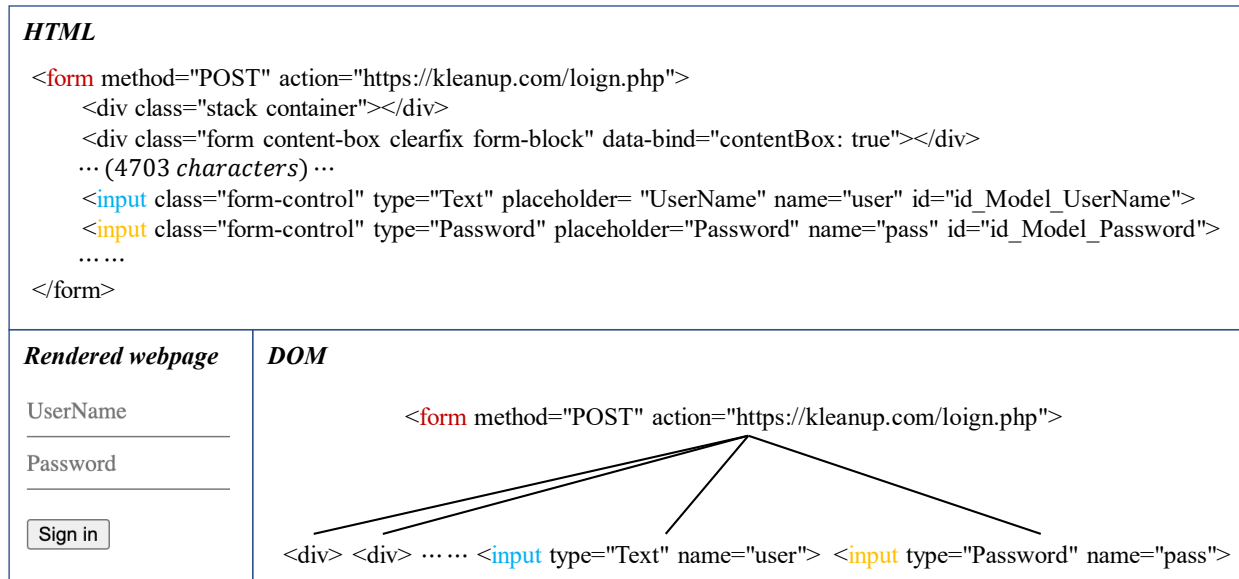 HTML
<form method="POST" action="https://kleanup.com/loign.php">
<div class="stack container"></div>
<div class="form content-box clearfix form-block" data-bind="contentBox: true"></div>
⋯ (4703 characters) ⋯
<input class="form-control" type="Text" placeholder= "UserName" name="user" id="id_Model_UserName">
<input class="form-control" type="Password" placeholder="Password" name="pass" id="id_Model_Password">
⋯ ⋯
</form>
Rendered webpage
UserName
Password
Sign in
DOM
<form method="POST" action="https://kleanup.com/loign.php">
<div> <div> ⋯ ⋯ <input type="Text" name="user"> <input type="Password" name="pass">